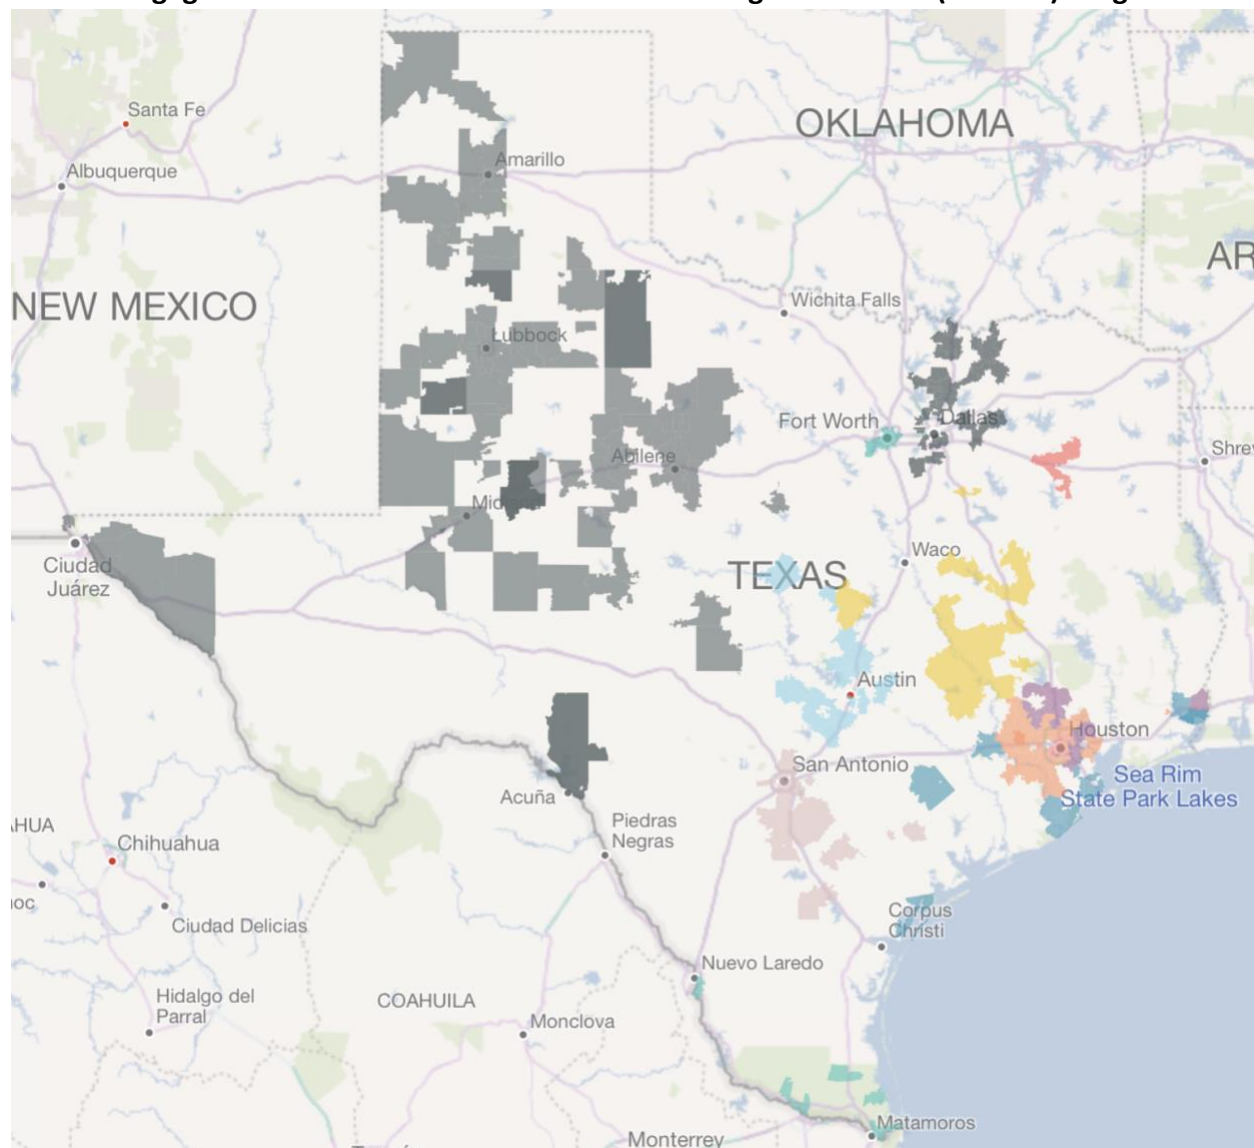 Santa Fe
OKLAHOMA
Amarillo
Albuquerque
AR
NEW MEXICO
Wichita Falls
Lubbock
Fort Worth
Dallas
Abilene
Shrev
Ciudad
Juárez
Waco
TEXAS
Austin
Houston
San Antonio
Sea Rim
State Park Lakes
Acuña
Piedras
Negras
AHUA
Chihuahua
Corpus
Christi
Ciudad Delicias
Nuevo Laredo
Hidalgo del
Parral
COAHUILA
Monclova
Matamoros
Monterrey